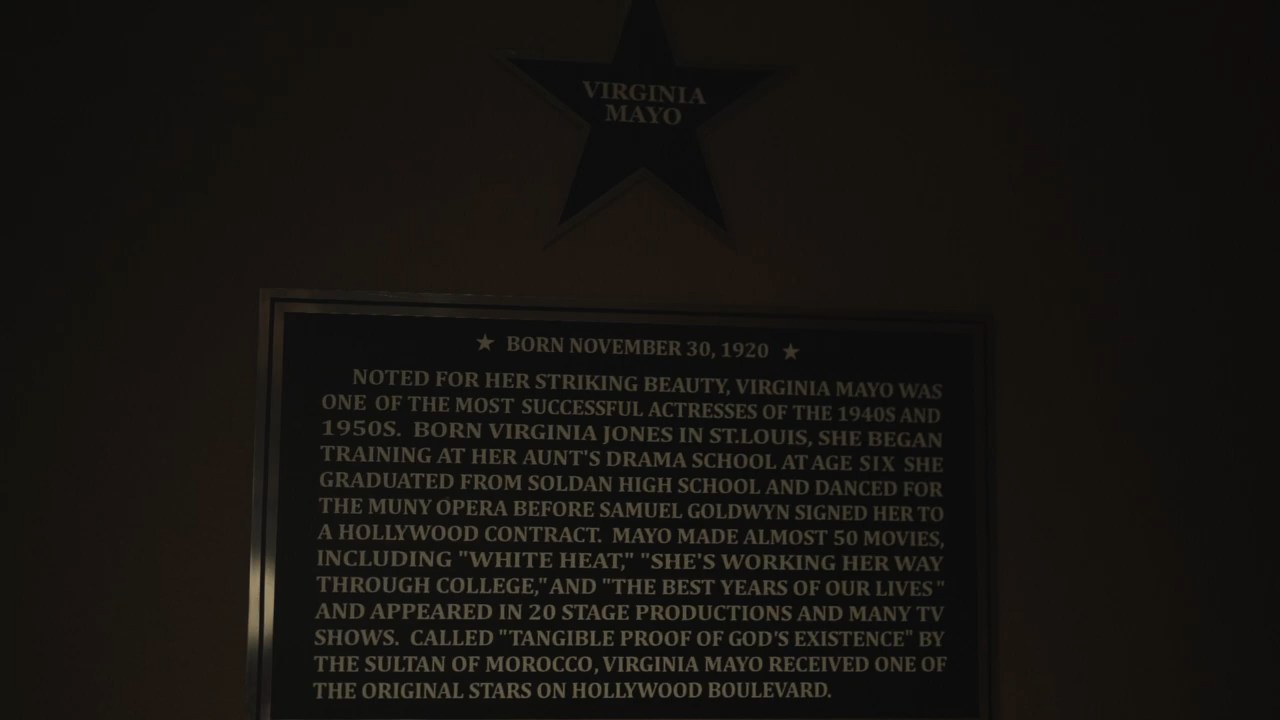 VIRGINIA
MAYO
★ BORN NOVEMBER 30, 1920 ★
NOTED FOR HER STRIKING BEAUTY, VIRGINIA MAYO WAS
ONE OF THE MOST SUCCESSFUL ACTRESSES OF THE 1940S AND
1950S. BORN VIRGINIA JONES IN ST.LOUIS, SHE BEGAN
TRAINING AT HER AUNT'S DRAMA SCHOOL AT AGE SIX SHE
GRADUATED FROM SOLDAN HIGH SCHOOL AND DANCED FOR
THE MUNY OPERA BEFORE SAMUEL GOLDWYN SIGNED HER TO
A HOLLYWOOD CONTRACT. MAYO MADE ALMOST 50 MOVIES,
INCLUDING "WHITE HEAT," "SHE'S WORKING HER WAY
THROUGH COLLEGE," AND "THE BEST YEARS OF OUR LIVES"
AND APPEARED IN 20 STAGE PRODUCTIONS AND MANY TV
SHOWS. CALLED "TANGIBLE PROOF OF GOD'S EXISTENCE" BY
THE SULTAN OF MOROCCO, VIRGINIA MAYO RECEIVED ONE OF
THE ORIGINAL STARS ON HOLLYWOOD BOULEVARD.